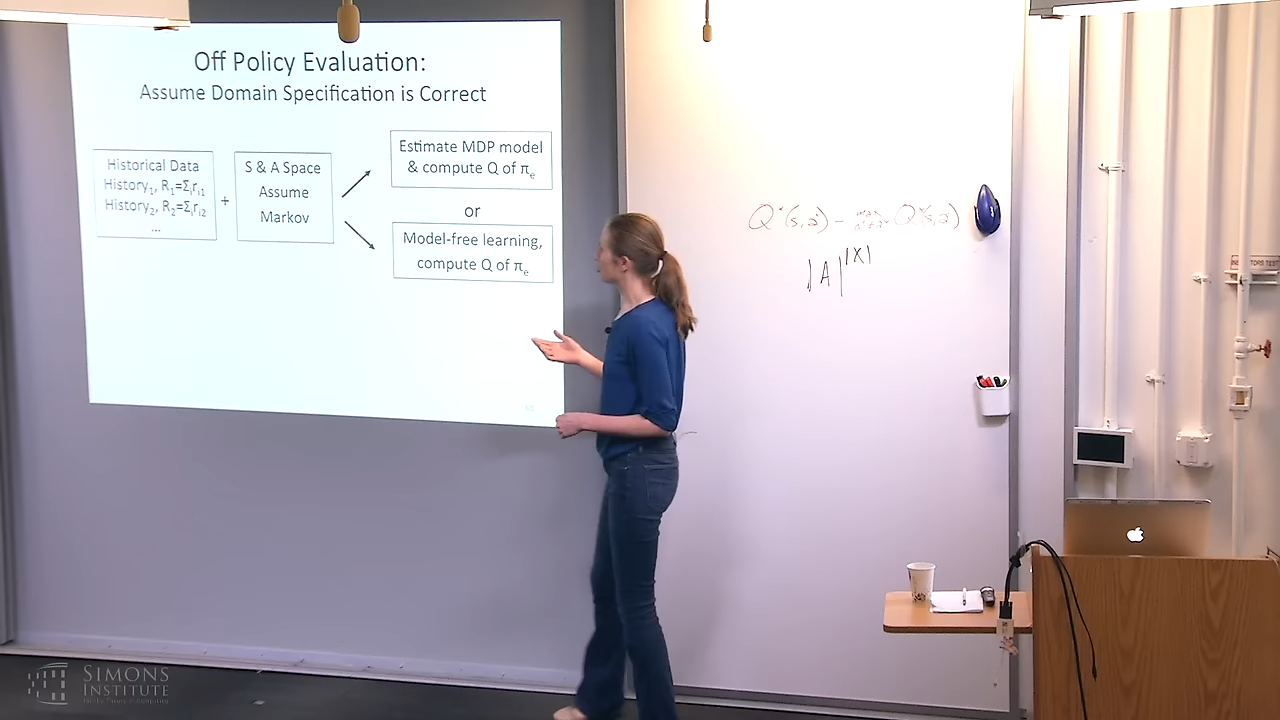 Off Policy Evaluation:
Assume Domain Specification is Correct
Historical Data
History₁, R₁=Σᵢrᵢ₁
History₂, R₂=Σᵢrᵢ₂
...
+
S & A Space
Assume
Markov
Estimate MDP model
& compute Q of πₑ
or
Model-free learning,
compute Q of πₑ
|A|^|X|
SIMONS
INSTITUTE